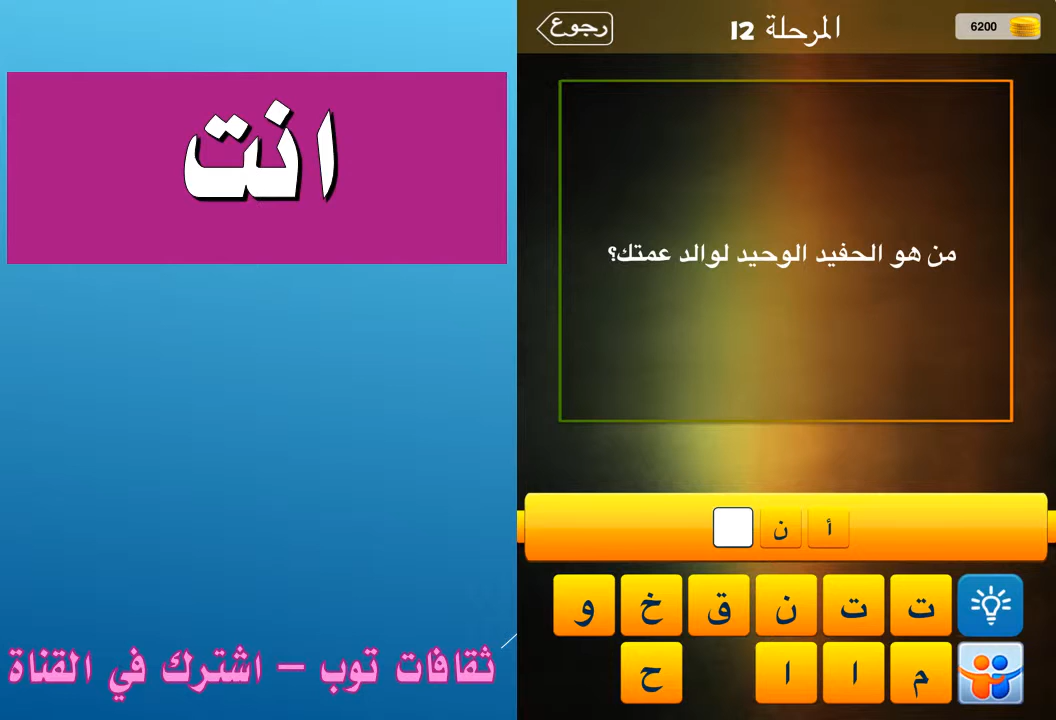 انت
ثقافات توب – اشترك في القناة
رجوع
المرحلة 12
6200
من هو الحفيد الوحيد لوالد عمتك؟
أ ن
ت ت ن ق خ و
م ا ا ح